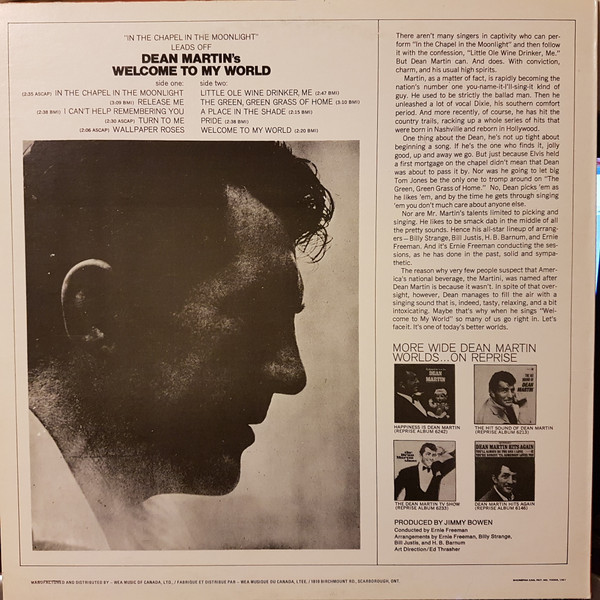 "IN THE CHAPEL IN THE MOONLIGHT"
LEADS OFF
DEAN MARTIN's
WELCOME TO MY WORLD
side one:
(2:35 ASCAP) IN THE CHAPEL IN THE MOONLIGHT
(3:09 BMI) RELEASE ME
(2:38 BMI) I CAN'T HELP REMEMBERING YOU
(2:30 ASCAP) TURN TO ME
(2:06 ASCAP) WALLPAPER ROSES
side two:
LITTLE OLE WINE DRINKER, ME (2:47 BMI)
THE GREEN, GREEN GRASS OF HOME (3:10 BMI)
A PLACE IN THE SHADE (2:15 BMI)
PRIDE (2:38 BMI)
WELCOME TO MY WORLD (2:20 BMI)
There aren't many singers in captivity who can per-
form "In the Chapel in the Moonlight" and then follow
it with the confession, "Little Ole Wine Drinker, Me."
But Dean Martin can. And does. With conviction,
charm, and his usual high spirits.
Martin, as a matter of fact, is rapidly becoming the
nation's number one you-name-it-I'll-sing-it kind of
guy. He used to be strictly the ballad man. Then he
unleashed a lot of vocal Dixie, his southern comfort
period. And more recently, of course, he has hit the
country trails, racking up a whole series of hits that
were born in Nashville and reborn in Hollywood.
One thing about the Dean, he's not up tight about
beginning a song. If he's the one who finds it, jolly
good, up and away we go. But just because Elvis held
a first mortgage on the chapel didn't mean that Dean
was about to pass it by. Nor was he going to let big
Tom Jones be the only one to tromp around on "The
Green, Green Grass of Home." No, Dean picks 'em as
he likes 'em, and by the time he gets through singing
'em you don't much care about anyone else.
Nor are Mr. Martin's talents limited to picking and
singing. He likes to be smack dab in the middle of all
the pretty sounds. Hence his all-star lineup of arrang-
ers—Billy Strange, Bill Justis, H. B. Barnum, and Ernie
Freeman. And it's Ernie Freeman conducting the ses-
sions, as he has done in the past, solid and sympa-
thetic.
The reason why very few people suspect that Amer-
ica's national beverage, the Martini, was named after
Dean Martin is because it wasn't. In spite of that over-
sight, however, Dean manages to fill the air with a
singing sound that is, indeed, tasty, relaxing, and a bit
intoxicating. Maybe that's why when he sings "Wel-
come to My World" so many of us go right in. Let's
face it. It's one of today's better worlds.
MORE WIDE DEAN MARTIN
WORLDS...ON REPRISE
DEAN
MARTIN
HAPPINESS IS DEAN MARTIN
(REPRISE ALBUM 6242)
DEAN
MARTIN
THE HIT SOUND OF DEAN MARTIN
(REPRISE ALBUM 6213)
THE DEAN MARTIN TV SHOW
(REPRISE ALBUM 6233)
DEAN MARTIN HITS AGAIN
DEAN MARTIN HITS AGAIN
(REPRISE ALBUM 6146)
PRODUCED BY JIMMY BOWEN
Conducted by Ernie Freeman
Arrangements by Ernie Freeman, Billy Strange,
Bill Justis, and H. B. Barnum
Art Direction/Ed Thrasher
MANUFACTURED AND DISTRIBUTED BY - WEA MUSIC OF CANADA, LTD., / FABRIQUE ET DISTRIBUE PAR - WEA MUSIQUE DU CANADA, LTEE, / 1810 BIRCHMOUNT RD., SCARBOROUGH, ONT.